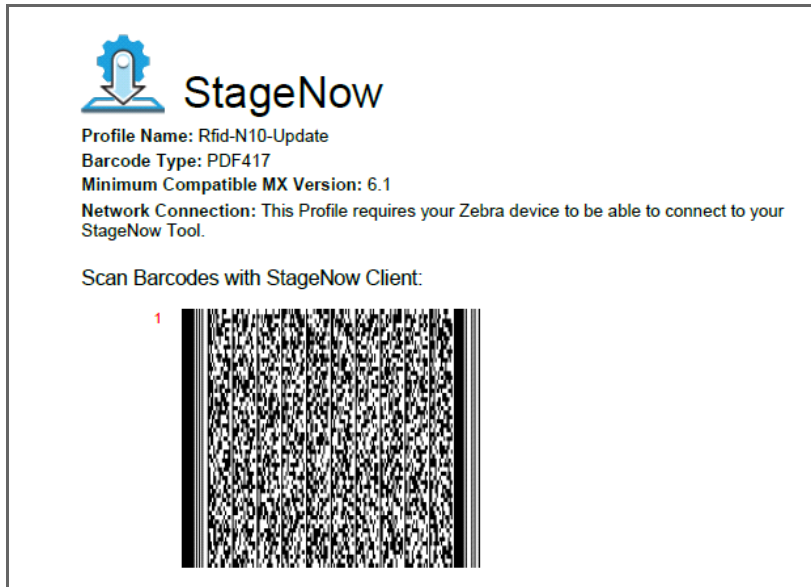 StageNow
Profile Name: Rfid-N10-Update
Barcode Type: PDF417
Minimum Compatible MX Version: 6.1
Network Connection: This Profile requires your Zebra device to be able to connect to your
StageNow Tool.
Scan Barcodes with StageNow Client:
1